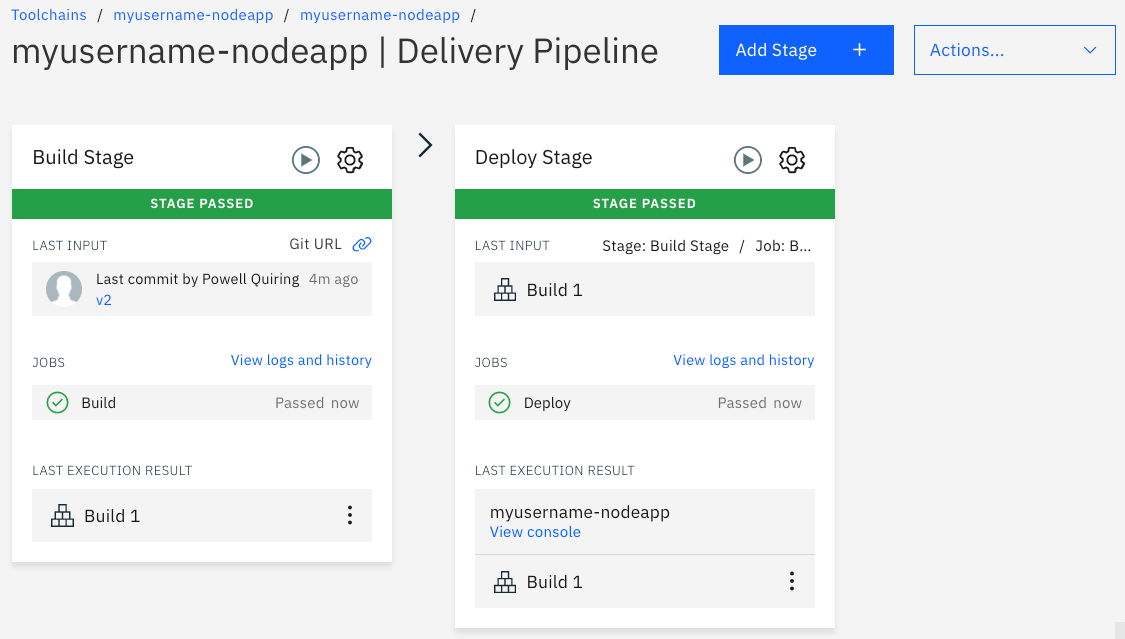 Toolchains / myusername-nodeapp / myusername-nodeapp /
myusername-nodeapp | Delivery Pipeline
Add Stage +
Actions...
Build Stage
STAGE PASSED
LAST INPUT Git URL
Last commit by Powell Quiring 4m ago
v2
JOBS View logs and history
Build Passed now
LAST EXECUTION RESULT
Build 1
Deploy Stage
STAGE PASSED
LAST INPUT Stage: Build Stage / Job: B...
Build 1
JOBS View logs and history
Deploy Passed now
LAST EXECUTION RESULT
myusername-nodeapp
View console
Build 1